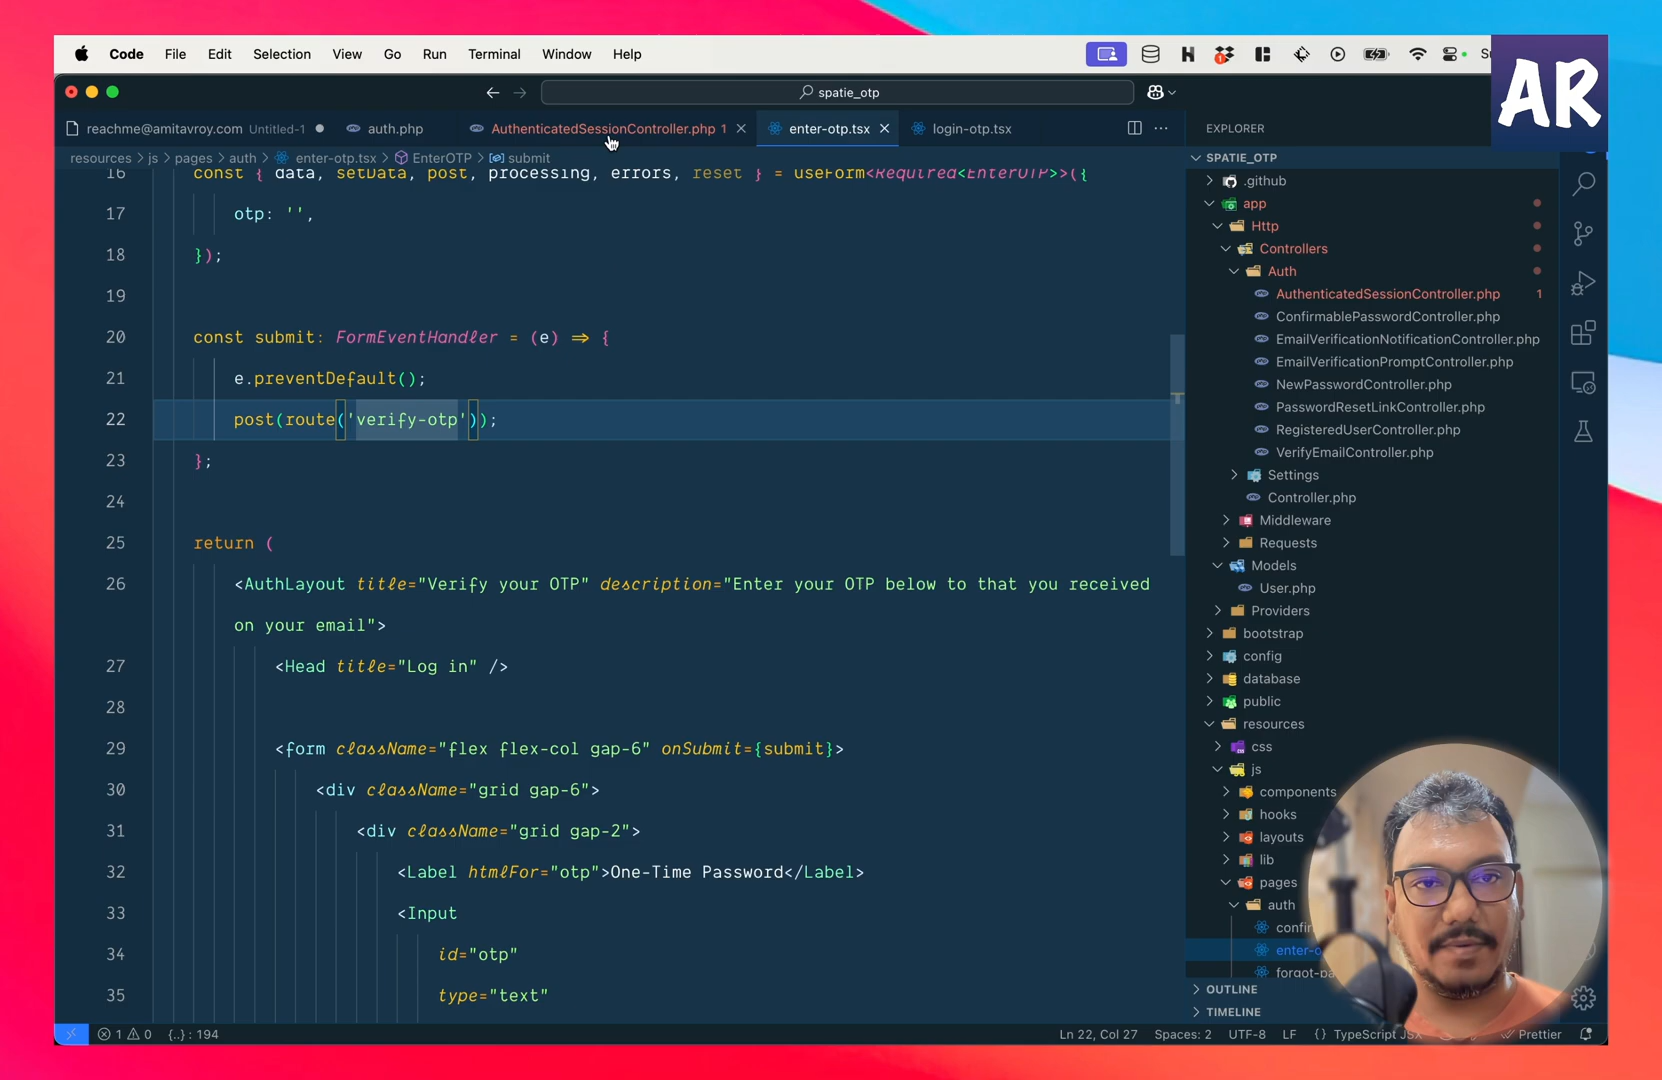 Code File Edit Selection View Go Run Terminal Window Help
AR
spatie_otp
reachme@amitavroy.com Untitled-1 auth.php AuthenticatedSessionController.php 1 enter-otp.tsx login-otp.tsx
resources > js > pages > auth > enter-otp.tsx > EnterOTP > submit
16 const { data, setData, post, processing, errors, reset } = useForm<Required<EnterOTP>>({
17 otp: '',
18 });
19
20 const submit: FormEventHandler = (e) => {
21 e.preventDefault();
22 post(route('verify-otp'));
23 };
24
25 return (
26 <AuthLayout title="Verify your OTP" description="Enter your OTP below to that you received
on your email">
27 <Head title="Log in" />
28
29 <form className="flex flex-col gap-6" onSubmit={submit}>
30 <div className="grid gap-6">
31 <div className="grid gap-2">
32 <Label htmlFor="otp">One-Time Password</Label>
33 <Input
34 id="otp"
35 type="text"
EXPLORER
SPATIE_OTP
.github
app
Http
Controllers
Auth
AuthenticatedSessionController.php 1
ConfirmablePasswordController.php
EmailVerificationNotificationController.php
EmailVerificationPromptController.php
NewPasswordController.php
PasswordResetLinkController.php
RegisteredUserController.php
VerifyEmailController.php
Settings
Controller.php
Middleware
Requests
Models
User.php
Providers
bootstrap
config
database
public
resources
css
js
components
hooks
layouts
lib
pages
auth
OUTLINE
TIMELINE
1 0 {..} : 194 Ln 22, Col 27 Spaces: 2 UTF-8 LF {} TypeScript JSX Prettier